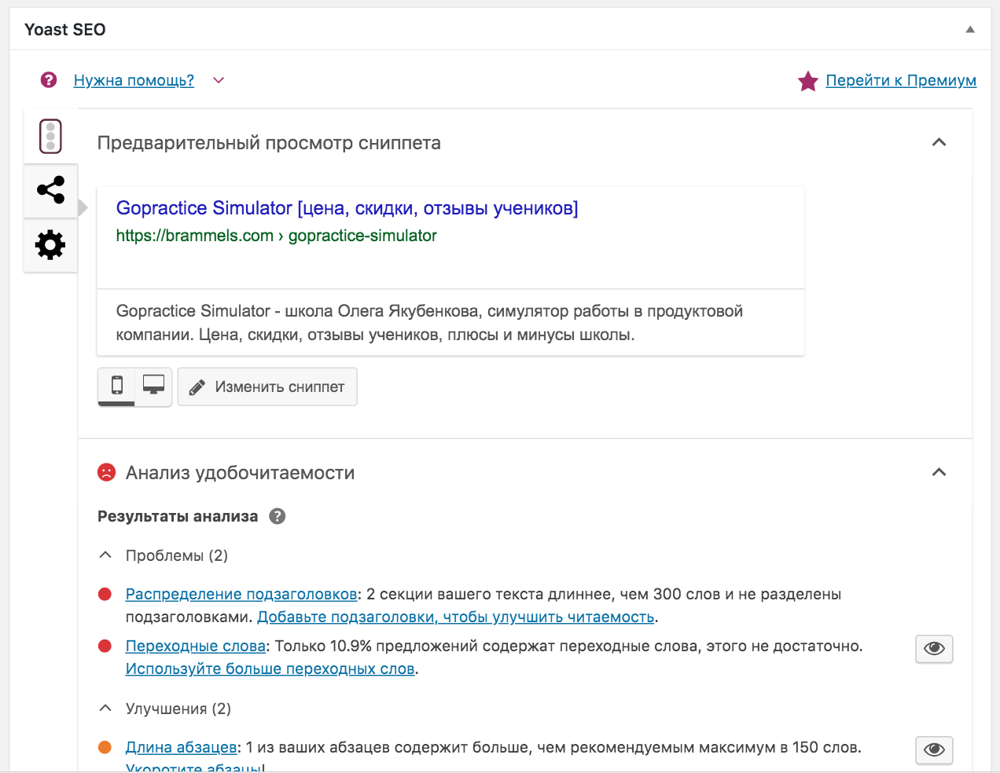 Yoast SEO
Нужна помощь?
Перейти к Премиум
Предварительный просмотр сниппета
Gopractice Simulator [цена, скидки, отзывы учеников]
https://brammels.com › gopractice-simulator
Gopractice Simulator - школа Олега Якубенкова, симулятор работы в продуктовой
компании. Цена, скидки, отзывы учеников, плюсы и минусы школы.
Изменить сниппет
Анализ удобочитаемости
Результаты анализа
Проблемы (2)
Распределение подзаголовков: 2 секции вашего текста длиннее, чем 300 слов и не разделены
подзаголовками. Добавьте подзаголовки, чтобы улучшить читаемость.
Переходные слова: Только 10.9% предложений содержат переходные слова, этого не достаточно.
Используйте больше переходных слов.
Улучшения (2)
Длина абзацев: 1 из ваших абзацев содержит больше, чем рекомендуемым максимум в 150 слов.
Укоротите абзацы!